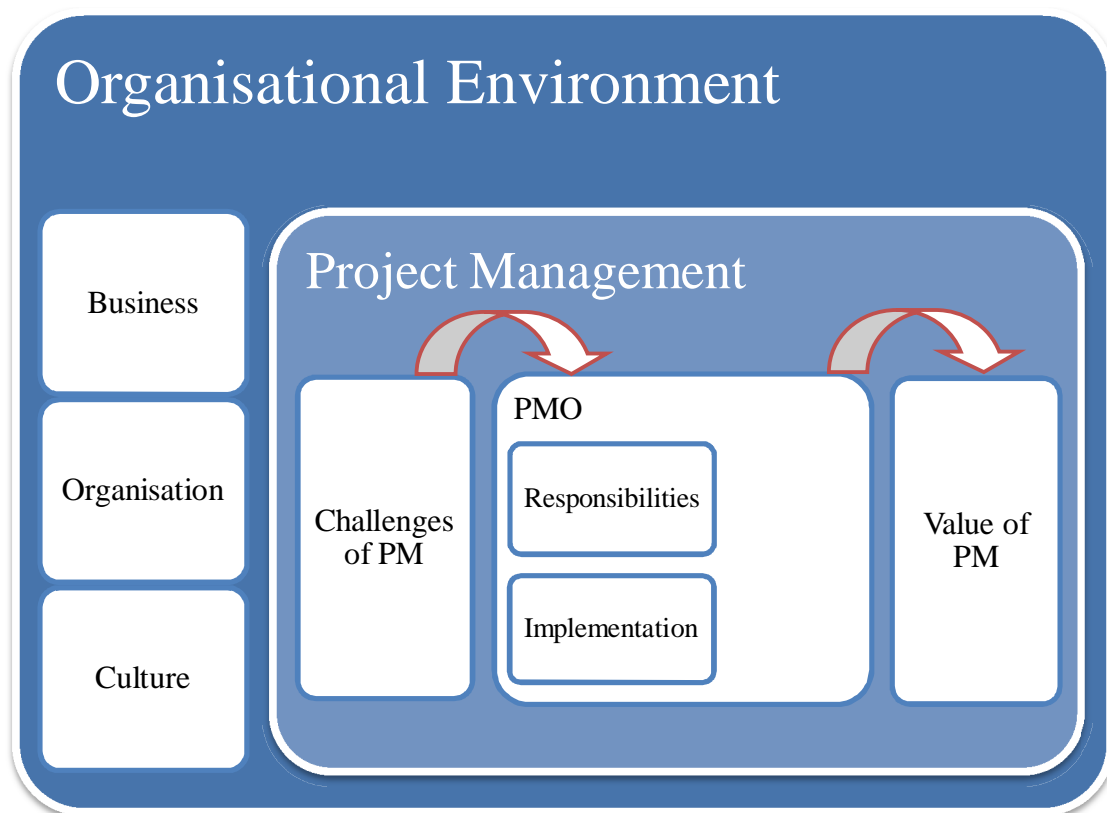 Organisational Environment
Business
Organisation
Culture
Project Management
Challenges
of PM
PMO
Responsibilities
Implementation
Value of
PM